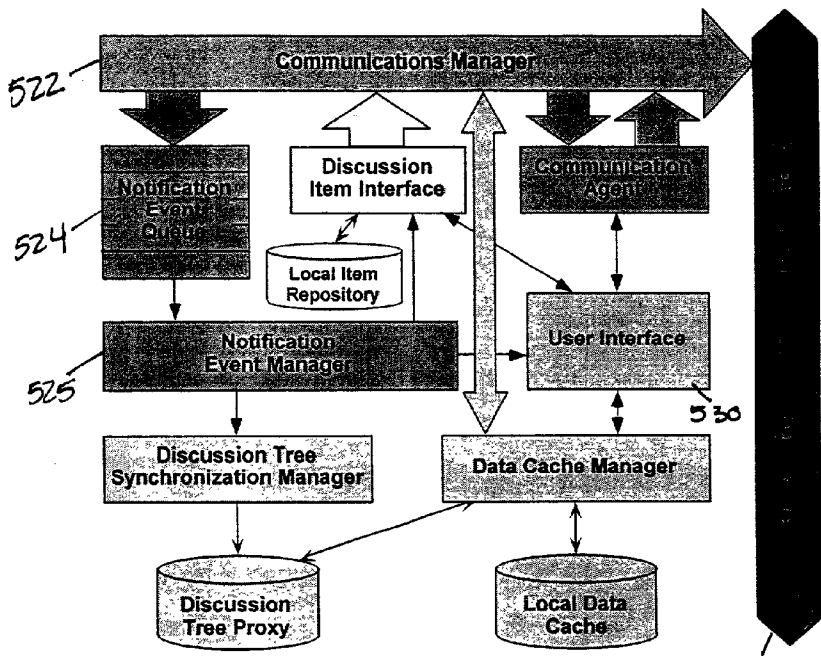 Communications Manager
522
Notification
Event
Queue
524
Discussion
Item Interface
Communication
Agent
Local Item
Repository
Notification
Event Manager
525
User Interface
530
Discussion Tree
Synchronization Manager
Data Cache Manager
Discussion
Tree Proxy
Local Data
Cache